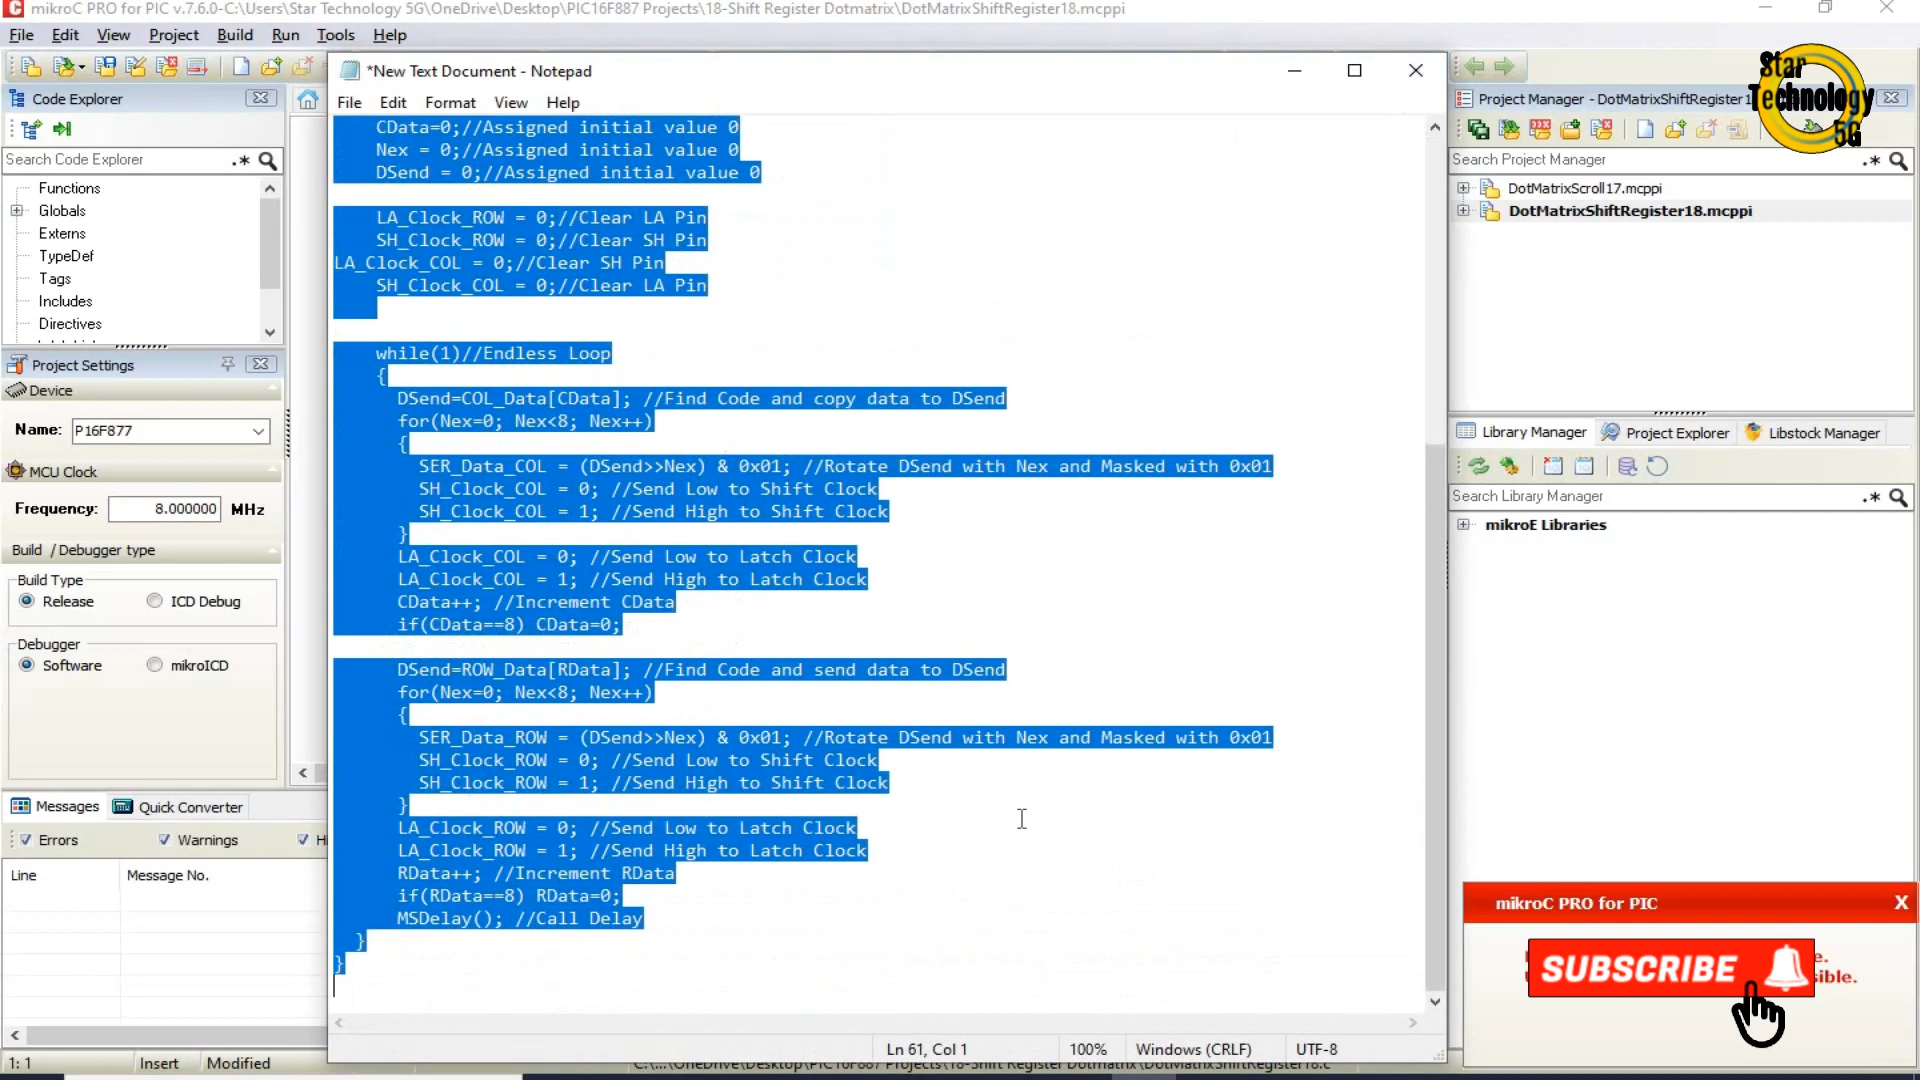 mikroC PRO for PIC v.7.6.0-C:\Users\Star Technology 5G\OneDrive\Desktop\PIC16F887 Projects\18-Shift Register Dotmatrix\DotMatrixShiftRegister18.mcppi
File Edit View Project Build Run Tools Help
Star Technology 5G
Code Explorer
Search Code Explorer
Functions
Globals
Externs
TypeDef
Tags
Includes
Directives
Project Settings
Device
Name: P16F877
MCU Clock
Frequency: 8.000000 MHz
Build / Debugger type
Build Type
Release ICD Debug
Debugger
Software mikroICD
Messages Quick Converter
Errors Warnings
Line Message No.
1: 1 Insert Modified
*New Text Document - Notepad
File Edit Format View Help
CData=0;//Assigned initial value 0
Nex = 0;//Assigned initial value 0
DSend = 0;//Assigned initial value 0
LA_Clock_ROW = 0;//Clear LA Pin
SH_Clock_ROW = 0;//Clear SH Pin
LA_Clock_COL = 0;//Clear SH Pin
SH_Clock_COL = 0;//Clear LA Pin
while(1)//Endless Loop
{
DSend=COL_Data[CData]; //Find Code and copy data to DSend
for(Nex=0; Nex<8; Nex++)
{
SER_Data_COL = (DSend>>Nex) & 0x01; //Rotate DSend with Nex and Masked with 0x01
SH_Clock_COL = 0; //Send Low to Shift Clock
SH_Clock_COL = 1; //Send High to Shift Clock
}
LA_Clock_COL = 0; //Send Low to Latch Clock
LA_Clock_COL = 1; //Send High to Latch Clock
CData++; //Increment CData
if(CData==8) CData=0;
DSend=ROW_Data[RData]; //Find Code and send data to DSend
for(Nex=0; Nex<8; Nex++)
{
SER_Data_ROW = (DSend>>Nex) & 0x01; //Rotate DSend with Nex and Masked with 0x01
SH_Clock_ROW = 0; //Send Low to Shift Clock
SH_Clock_ROW = 1; //Send High to Shift Clock
}
LA_Clock_ROW = 0; //Send Low to Latch Clock
LA_Clock_ROW = 1; //Send High to Latch Clock
RData++; //Increment RData
if(RData==8) RData=0;
MSDelay(); //Call Delay
}
}
Ln 61, Col 1 100% Windows (CRLF) UTF-8
C:\...\OneDrive\Desktop\PIC16F887 Projects\18-Shift Register Dotmatrix\DotMatrixShiftRegister18.c
Project Manager - DotMatrixShiftRegister1
Search Project Manager
DotMatrixScroll17.mcppi
DotMatrixShiftRegister18.mcppi
Library Manager Project Explorer Libstock Manager
Search Library Manager
mikroE Libraries
mikroC PRO for PIC X
SUBSCRIBE